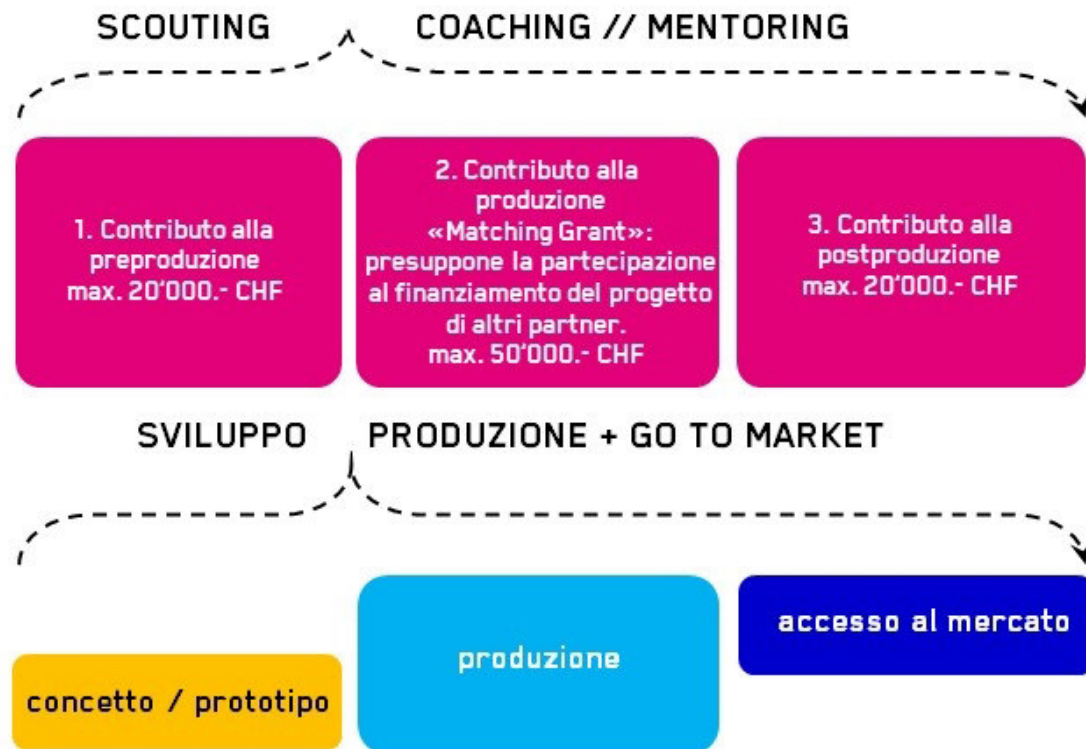 SCOUTING COACHING // MENTORING
1. Contributo alla
preproduzione
max. 20'000.- CHF
2. Contributo alla
produzione
«Matching Grant»:
presuppone la partecipazione
al finanziamento del progetto
di altri partner.
max. 50'000.- CHF
3. Contributo alla
postproduzione
max. 20'000.- CHF
SVILUPPO PRODUZIONE + GO TO MARKET
concetto / prototipo
produzione
accesso al mercato